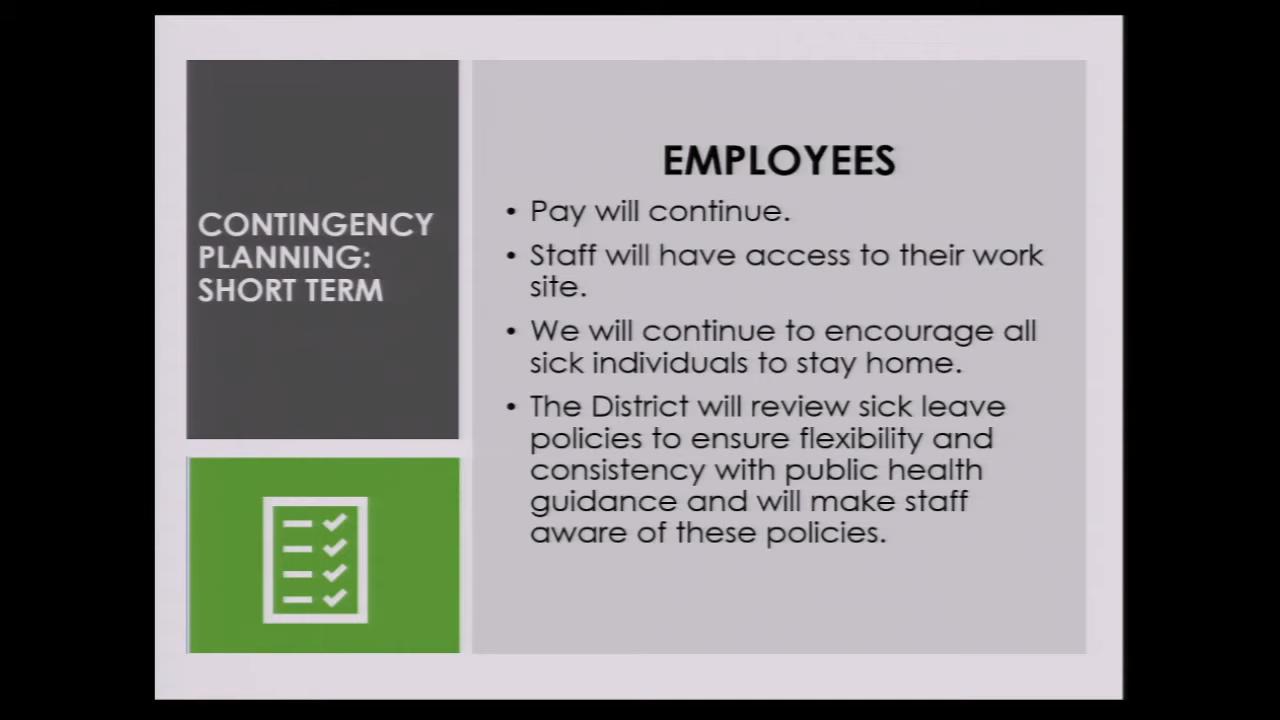 CONTINGENCY
PLANNING:
SHORT TERM
EMPLOYEES
• Pay will continue.
• Staff will have access to their work
site.
• We will continue to encourage all
sick individuals to stay home.
• The District will review sick leave
policies to ensure flexibility and
consistency with public health
guidance and will make staff
aware of these policies.